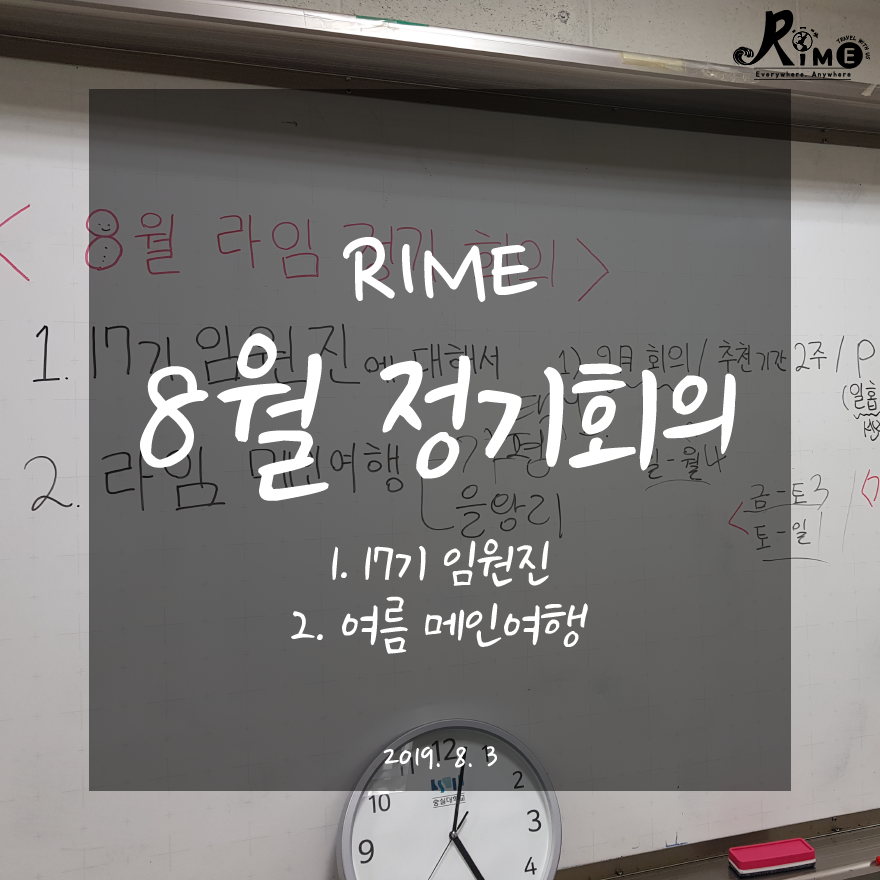 RIME
TRAVEL WITH US
Everywhere. Anywhere
< 8월 라임 정기 회의 >
RIME
1. 17기 임원진에 대해서
1) 9월 회의 / 추천기간 2주 / P
8월 정기회의
2. 라임 메인여행
가평
을왕리
일-월 4
금-토 3
토-일 1
1. 17기 임원진
2. 여름 메인여행
2019. 8. 3
12
11
1
2
10
3
9
4
숭실대학교